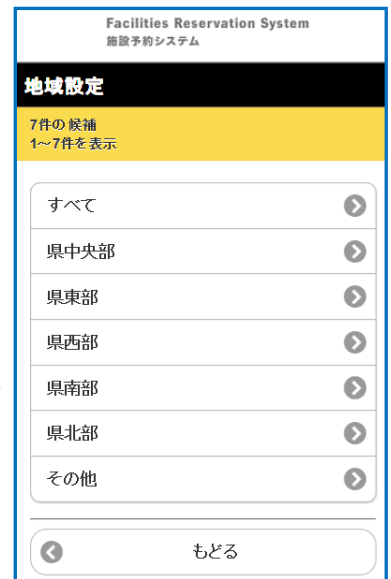 Facilities Reservation System
施設予約システム
地域設定
7件の候補
1～7件を表示
すべて
県中央部
県東部
県西部
県南部
県北部
その他
もどる